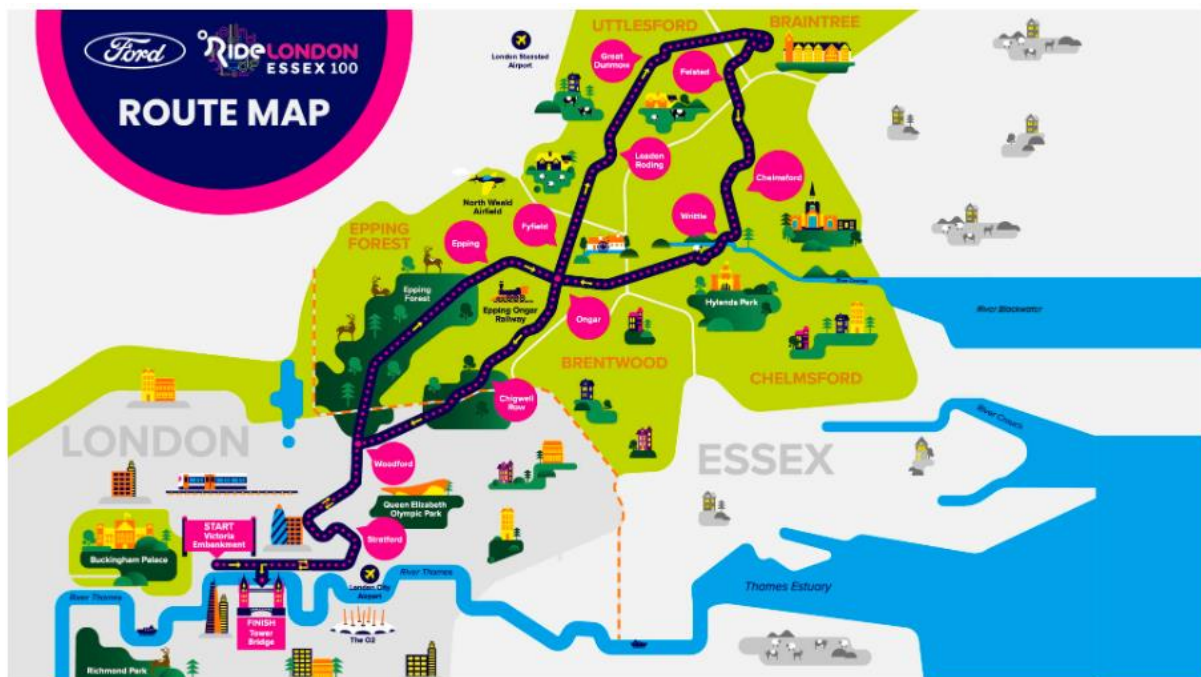 Ford
RIDELONDON
ESSEX 100
ROUTE MAP
UTTLESFORD
BRAINTREE
London Stansted
Airport
Great
Dunmow
Felsted
Leaden
Roding
Chelmsford
North Weald
Airfield
Writtle
EPPING
FOREST
Epping
Fyfield
Epping
Forest
Epping Ongar
Railway
Hylands Park
River Blackwater
Ongar
BRENTWOOD
CHELMSFORD
Chigwell
Row
River Crouch
LONDON
ESSEX
Woodford
Queen Elizabeth
Olympic Park
START
Victoria
Embankment
Stratford
Buckingham Palace
London City
Airport
River Thames
River Thames
Thames Estuary
FINISH
Tower
Bridge
The O2
Richmond Park